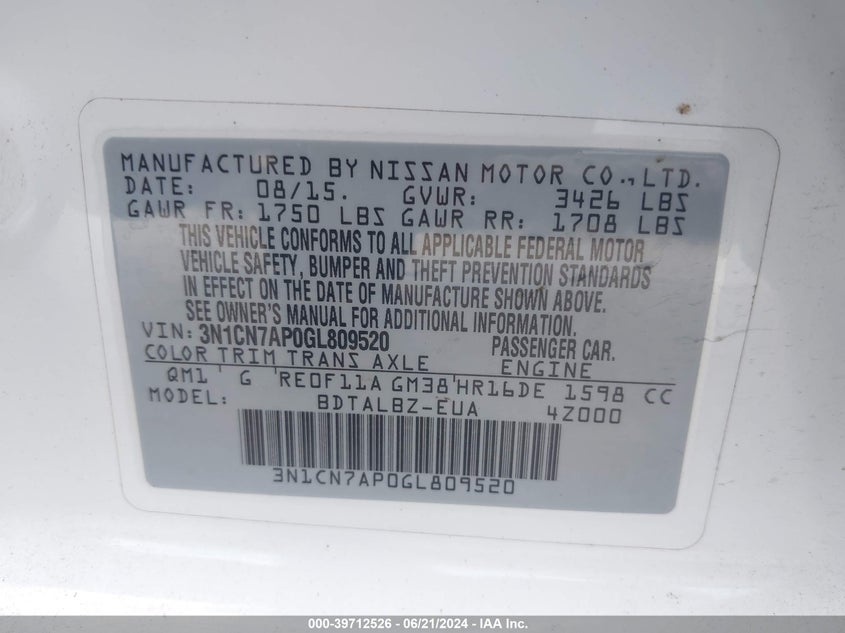 MANUFACTURED BY NISSAN MOTOR CO., LTD.
DATE: 08/15. GVWR: 3426 LBS
GAWR FR: 1750 LBS GAWR RR: 1708 LBS
THIS VEHICLE CONFORMS TO ALL APPLICABLE FEDERAL MOTOR
VEHICLE SAFETY, BUMPER AND THEFT PREVENTION STANDARDS
IN EFFECT ON THE DATE OF MANUFACTURE SHOWN ABOVE.
SEE OWNER'S MANUAL FOR ADDITIONAL INFORMATION.
VIN: 3N1CN7AP0GL809520 PASSENGER CAR.
COLOR TRIM TRANS AXLE ENGINE
QM1 G RE0F11A GM38 HR16DE 1598 CC
MODEL: BDTALBZ-EUA 4Z000
3N1CN7AP0GL809520
000-39712526 - 06/21/2024 - IAA Inc.